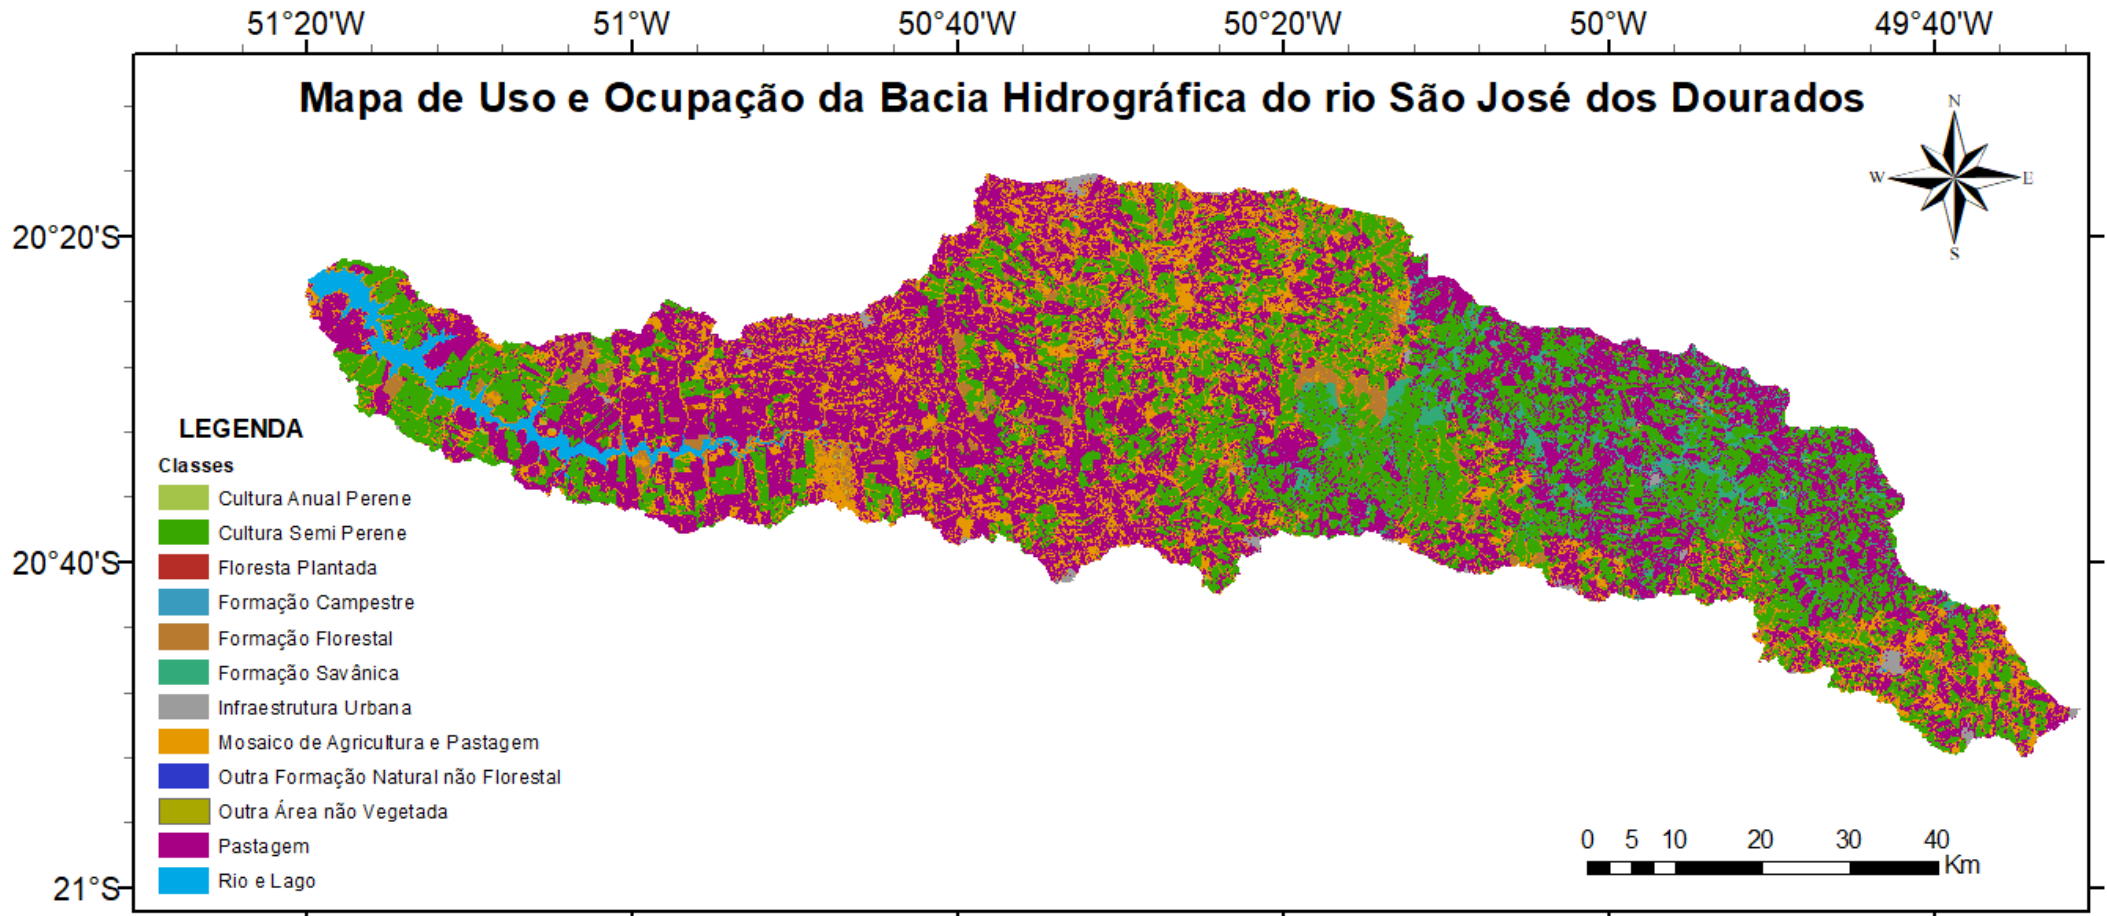 51°20'W 51°W 50°40'W 50°20'W 50°W 49°40'W
Mapa de Uso e Ocupação da Bacia Hidrográfica do rio São José dos Dourados
N
W E
S
20°20'S
20°40'S
21°S
LEGENDA
Classes
Cultura Anual Perene
Cultura Semi Perene
Floresta Plantada
Formação Campestre
Formação Florestal
Formação Savânica
Infraestrutura Urbana
Mosaico de Agricultura e Pastagem
Outra Formação Natural não Florestal
Outra Área não Vegetada
Pastagem
Rio e Lago
0 5 10 20 30 40
Km